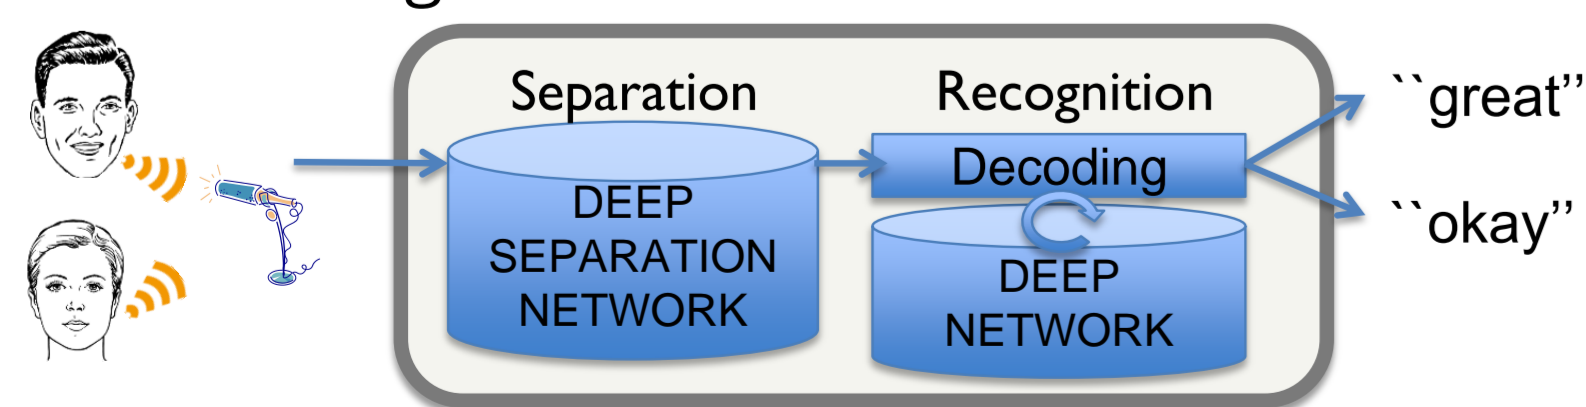 Separation
DEEP
SEPARATION
NETWORK
Recognition
Decoding
DEEP
NETWORK
``great’’
``okay’’